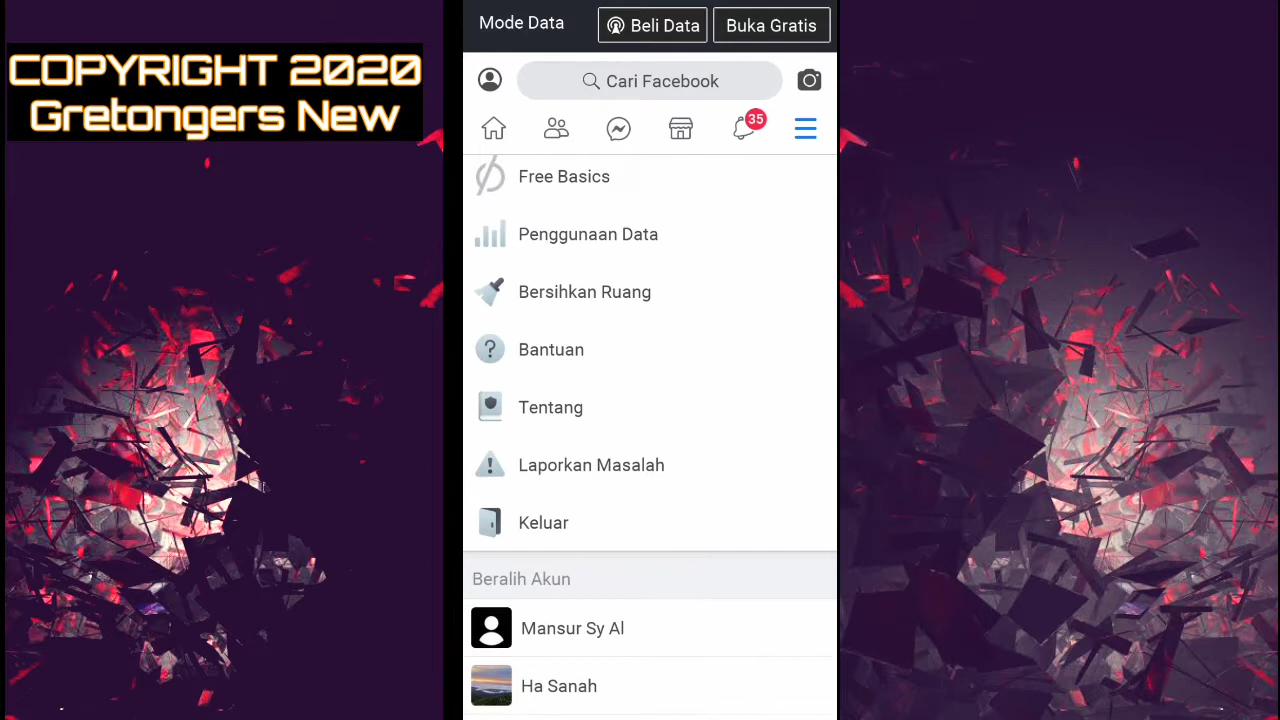 COPYRIGHT 2020
Gretongers New
Mode Data
Beli Data
Buka Gratis
Cari Facebook
35
Free Basics
Penggunaan Data
Bersihkan Ruang
Bantuan
Tentang
Laporkan Masalah
Keluar
Beralih Akun
Mansur Sy Al
Ha Sanah